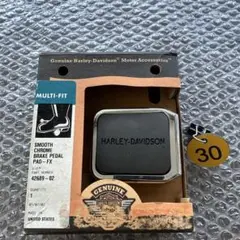 Genuine Harley-Davidson Motor Accessories
MULTI-FIT
SMOOTH
CHROME
BRAKE PEDAL
PAD - FX
42689-02
1
UNITED STATES
HARLEY-DAVIDSON
30
GENUINE